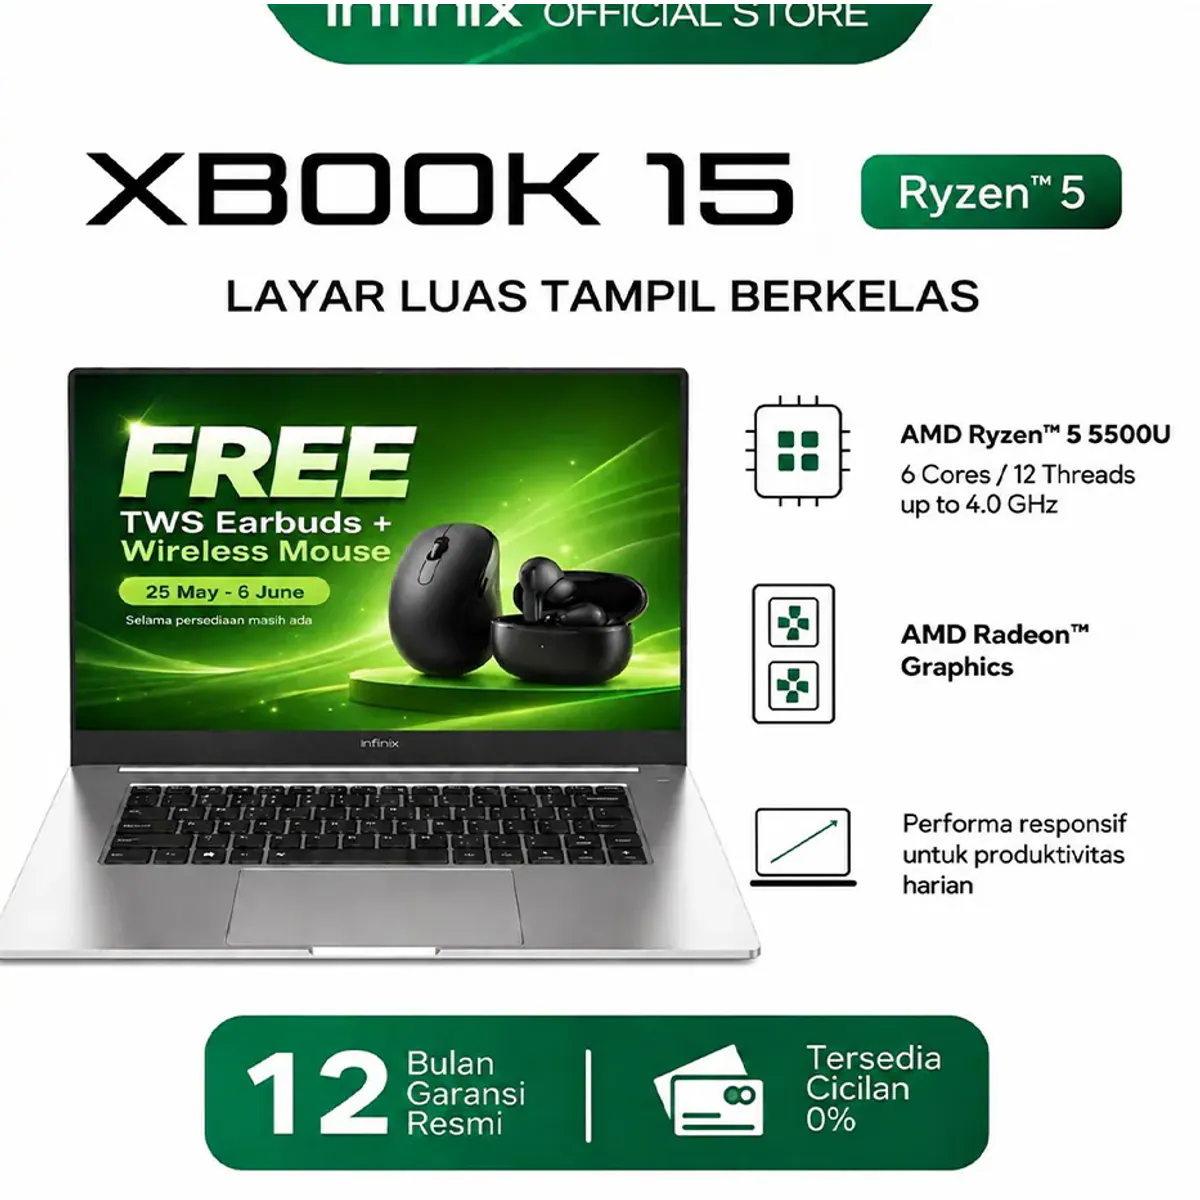 Infinix OFFICIAL STORE
XBOOK 15
Ryzen™ 5
LAYAR LUAS TAMPIL BERKELAS
FREE
TWS Earbuds +
Wireless Mouse
25 May - 6 June
Selama persediaan masih ada
Infinix
AMD Ryzen™ 5 5500U
6 Cores / 12 Threads
up to 4.0 GHz
AMD Radeon™
Graphics
Performa responsif
untuk produktivitas
harian
12 Bulan
Garansi
Resmi
Tersedia
Cicilan
0%